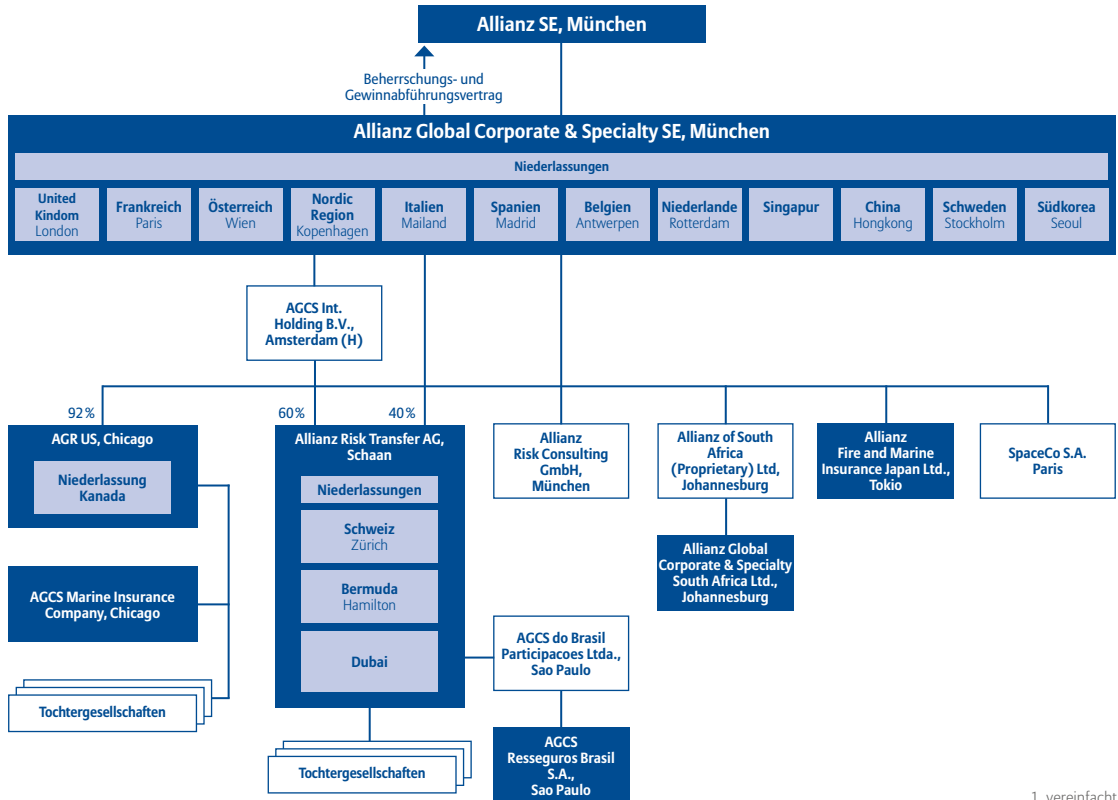 Allianz SE, München
Beherrschungs- und
Gewinnabführungsvertrag
Allianz Global Corporate & Specialty SE, München
Niederlassungen
United
Kindom
London
Frankreich
Paris
Österreich
Wien
Nordic
Region
Kopenhagen
Italien
Mailand
Spanien
Madrid
Belgien
Antwerpen
Niederlande
Rotterdam
Singapur
China
Hongkong
Schweden
Stockholm
Südkorea
Seoul
AGCS Int.
Holding B.V.,
Amsterdam (H)
92 %
60 %
40 %
AGR US, Chicago
Niederlassung
Kanada
AGCS Marine Insurance
Company, Chicago
Tochtergesellschaften
Allianz Risk Transfer AG,
Schaan
Niederlassungen
Schweiz
Zürich
Bermuda
Hamilton
Dubai
Tochtergesellschaften
Allianz
Risk Consulting
GmbH,
München
Allianz of South
Africa
(Proprietary) Ltd,
Johannesburg
Allianz
Fire and Marine
Insurance Japan Ltd.,
Tokio
SpaceCo S.A.
Paris
Allianz Global
Corporate & Specialty
South Africa Ltd.,
Johannesburg
AGCS do Brasil
Participacoes Ltda.,
Sao Paulo
AGCS
Resseguros Brasil
S.A.,
Sao Paulo
1 vereinfacht